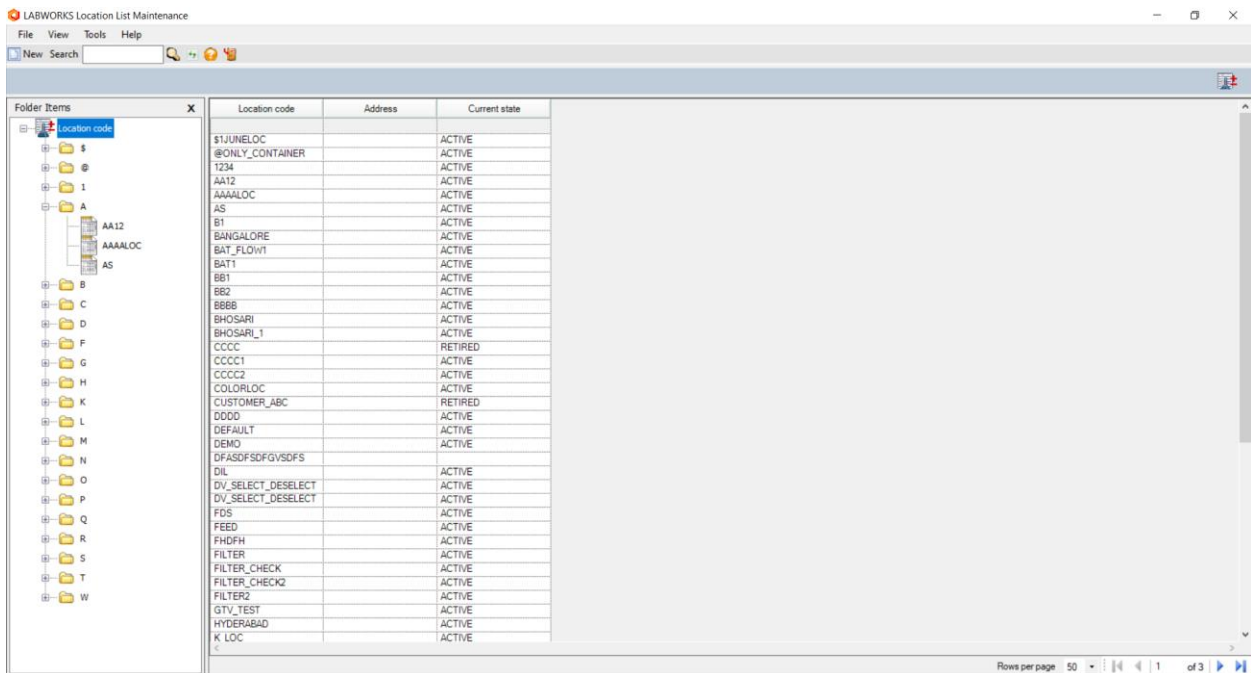 LABWORKS Location List Maintenance
File View Tools Help
New Search
Folder Items X
Location code
$
@
1
A
AA12
AAAALOC
AS
B
C
D
F
G
H
K
L
M
N
O
P
Q
R
S
T
W
Location code Address Current state
$1JUNELOC ACTIVE
@ONLY_CONTAINER ACTIVE
1234 ACTIVE
AA12 ACTIVE
AAAALOC ACTIVE
AS ACTIVE
B1 ACTIVE
BANGALORE ACTIVE
BAT_FLOW1 ACTIVE
BAT1 ACTIVE
BB1 ACTIVE
BB2 ACTIVE
BBBB ACTIVE
BHOSARI ACTIVE
BHOSARI_1 ACTIVE
CCCC RETIRED
CCCC1 ACTIVE
CCCC2 ACTIVE
COLORLOC ACTIVE
CUSTOMER_ABC RETIRED
DDDD ACTIVE
DEFAULT ACTIVE
DEMO ACTIVE
DFASDFSDFGVSDFS
DIL ACTIVE
DV_SELECT_DESELECT ACTIVE
DV_SELECT_DESELECT ACTIVE
FDS ACTIVE
FEED ACTIVE
FHDFH ACTIVE
FILTER ACTIVE
FILTER_CHECK ACTIVE
FILTER_CHECK2 ACTIVE
FILTER2 ACTIVE
GTV_TEST ACTIVE
HYDERABAD ACTIVE
K_LOC ACTIVE
Rows per page 50 1 of 3